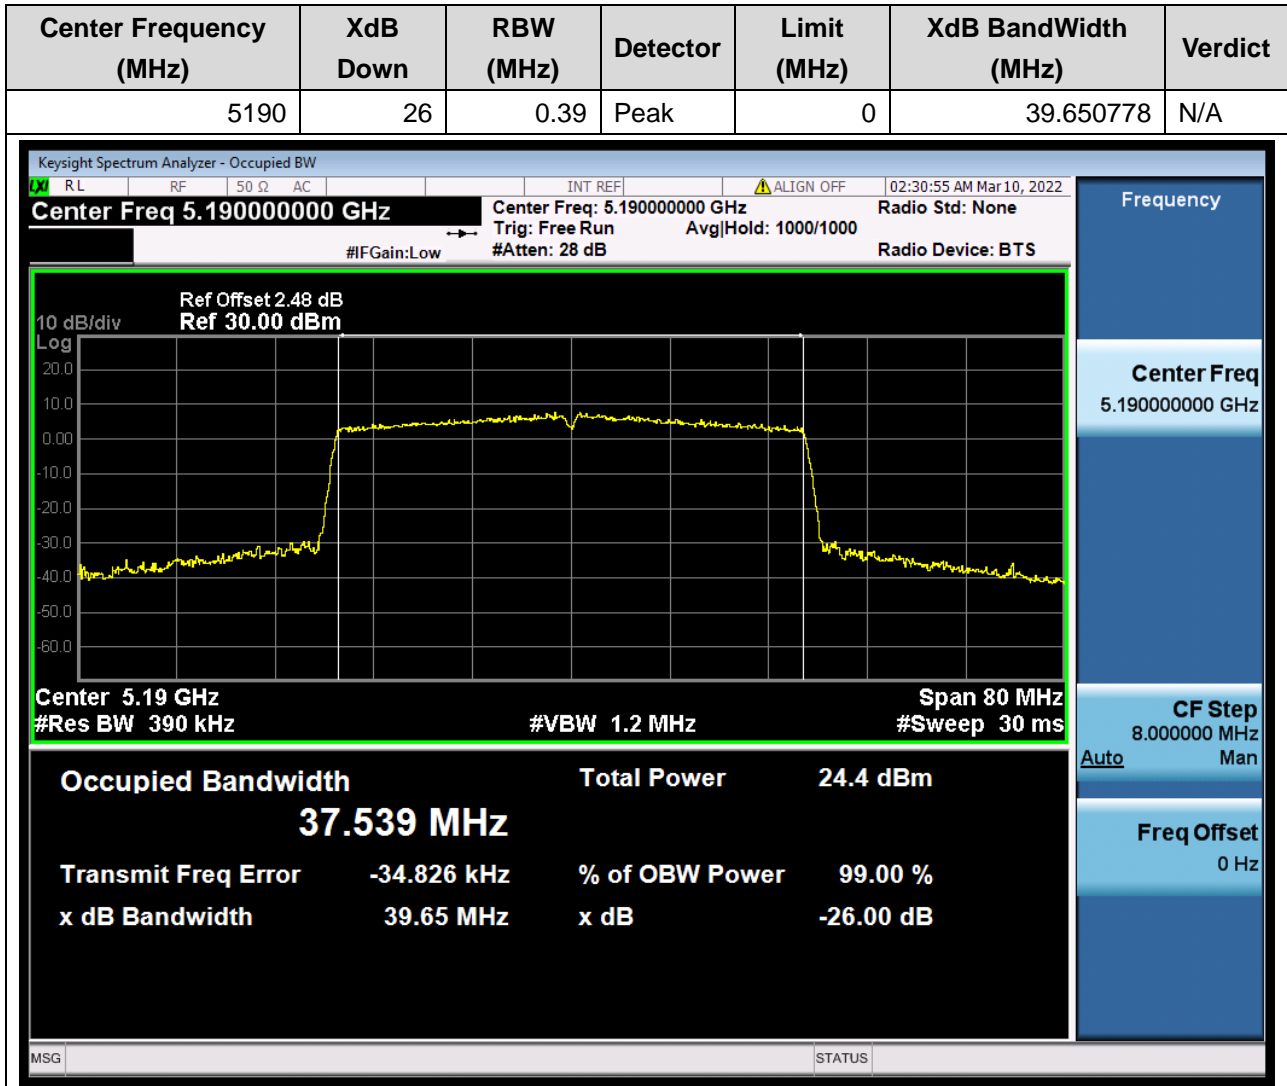 Center Frequency (MHz) XdB Down RBW (MHz) Detector Limit (MHz) XdB BandWidth (MHz) Verdict
5190 26 0.39 Peak 0 39.650778 N/A
Keysight Spectrum Analyzer - Occupied BW
LXI RL RF 50 Ω AC INT REF ALIGN OFF 02:30:55 AM Mar 10, 2022
Center Freq 5.190000000 GHz Center Freq: 5.190000000 GHz Radio Std: None
Trig: Free Run Avg|Hold: 1000/1000
#IFGain:Low #Atten: 28 dB Radio Device: BTS
Frequency
Ref Offset 2.48 dB
10 dB/div Ref 30.00 dBm
Log
20.0
10.0
0.00
-10.0
-20.0
-30.0
-40.0
-50.0
-60.0
Center 5.19 GHz Span 80 MHz
#Res BW 390 kHz #VBW 1.2 MHz #Sweep 30 ms
Center Freq
5.190000000 GHz
CF Step
8.000000 MHz
Auto Man
Freq Offset
0 Hz
Occupied Bandwidth Total Power 24.4 dBm
37.539 MHz
Transmit Freq Error -34.826 kHz % of OBW Power 99.00 %
x dB Bandwidth 39.65 MHz x dB -26.00 dB
MSG STATUS